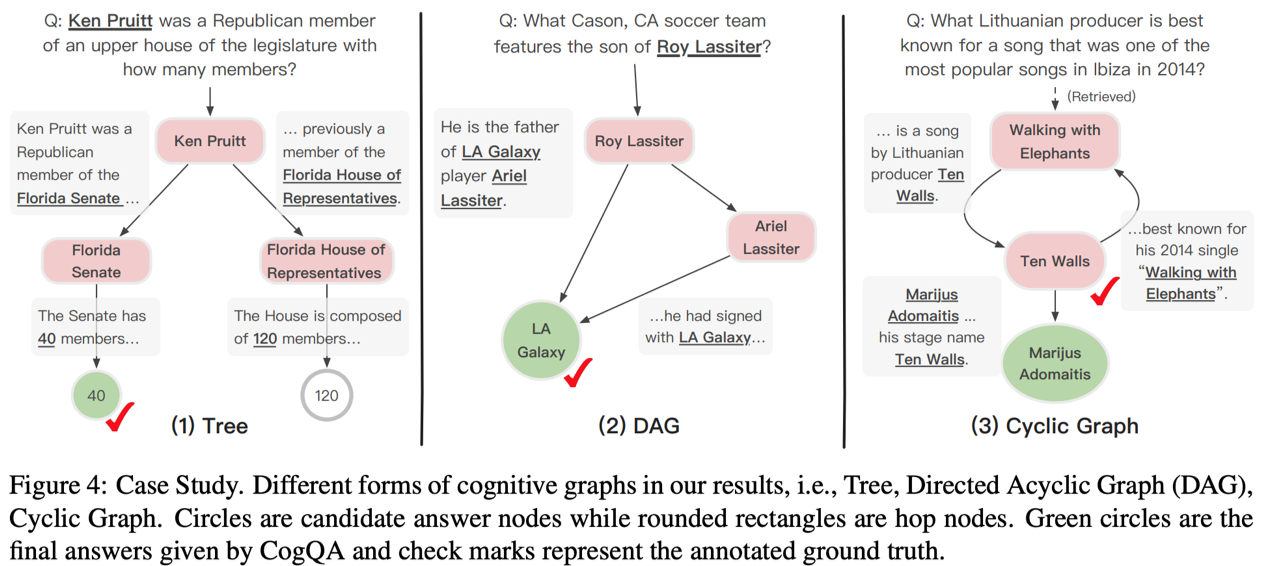 Q: Ken Pruitt was a Republican member
of an upper house of the legislature with
how many members?
Ken Pruitt was a
Republican
member of the
Florida Senate ...
Ken Pruitt
... previously a
member of the
Florida House of
Representatives.
Florida
Senate
Florida House of
Representatives
The Senate has
40 members...
The House is composed
of 120 members...
40
120
(1) Tree
Q: What Cason, CA soccer team
features the son of Roy Lassiter?
He is the father
of LA Galaxy
player Ariel
Lassiter.
Roy Lassiter
Ariel
Lassiter
LA
Galaxy
...he had signed
with LA Galaxy...
(2) DAG
Q: What Lithuanian producer is best
known for a song that was one of the
most popular songs in Ibiza in 2014?
(Retrieved)
... is a song
by Lithuanian
producer Ten
Walls.
Walking with
Elephants
Ten Walls
...best known for
his 2014 single
“Walking with
Elephants”.
Marijus
Adomaitis ...
his stage name
Ten Walls.
Marijus
Adomaitis
(3) Cyclic Graph
Figure 4: Case Study. Different forms of cognitive graphs in our results, i.e., Tree, Directed Acyclic Graph (DAG),
Cyclic Graph. Circles are candidate answer nodes while rounded rectangles are hop nodes. Green circles are the
final answers given by CogQA and check marks represent the annotated ground truth.